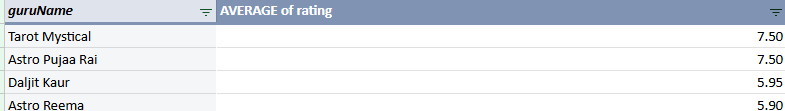 guruName AVERAGE of rating
Tarot Mystical 7.50
Astro Pujaa Rai 7.50
Daljit Kaur 5.95
Astro Reema 5.90